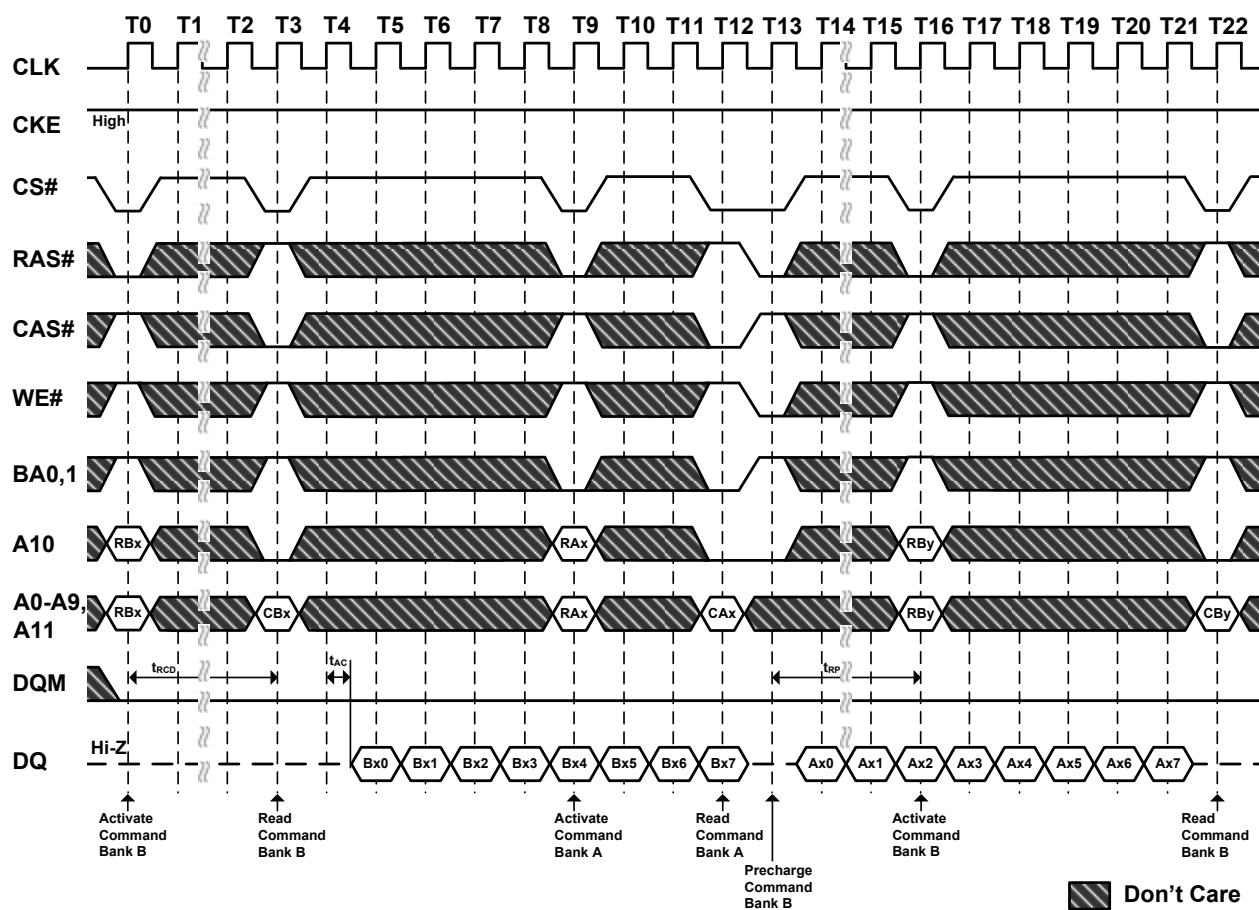 T0 T1 T2 T3 T4 T5 T6 T7 T8 T9 T10 T11 T12 T13 T14 T15 T16 T17 T18 T19 T20 T21 T22
CLK
CKE High
CS#
RAS#
CAS#
WE#
BA0,1
A10 RBx RAx RBy
A0-A9,
A11 RBx CBx RAx CAx RBy CBy
tRCD tAC tRP
DQM
DQ Hi-Z Bx0 Bx1 Bx2 Bx3 Bx4 Bx5 Bx6 Bx7 Ax0 Ax1 Ax2 Ax3 Ax4 Ax5 Ax6 Ax7
Activate
Command
Bank B
Read
Command
Bank B
Activate
Command
Bank A
Read
Command
Bank A
Precharge
Command
Bank B
Activate
Command
Bank B
Read
Command
Bank B
Don't Care